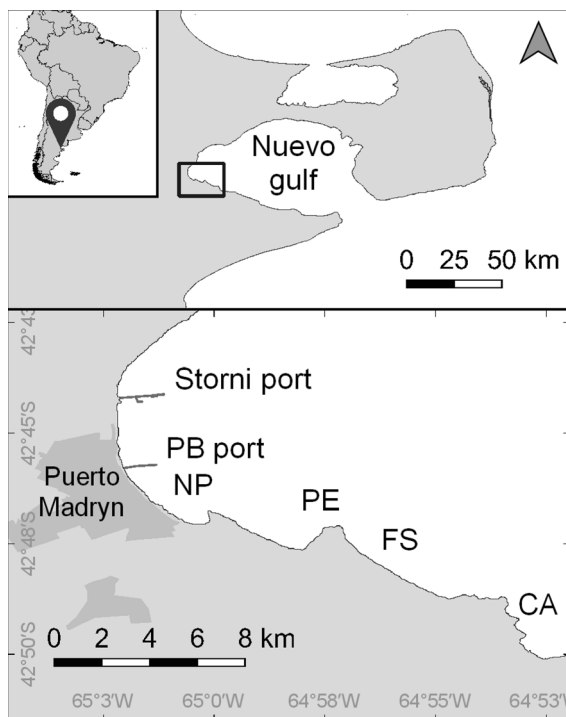 Nuevo
gulf
0 25 50 km
42°43
Storni port
42°45'S
PB port
Puerto
Madryn
NP
PE
FS
42°48'S
CA
0 2 4 6 8 km
42°50'S
65°3'W 65°0'W 64°58'W 64°55'W 64°53'W